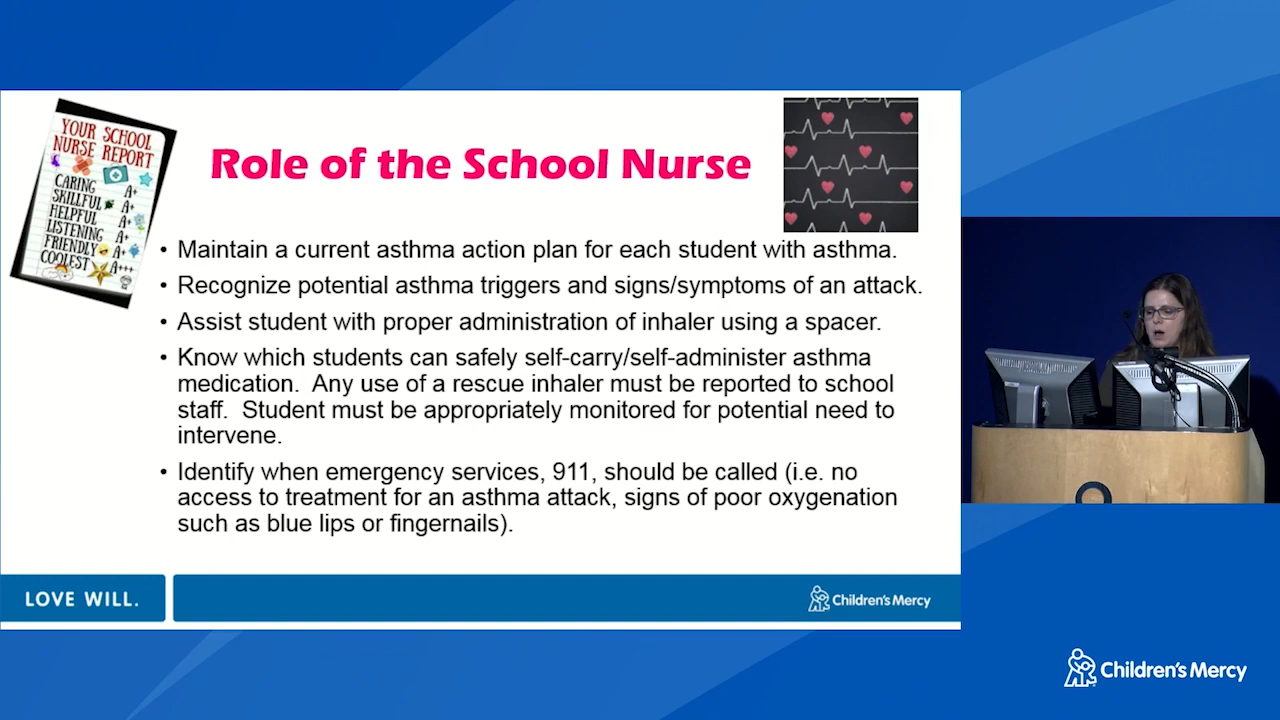 YOUR SCHOOL
NURSE REPORT
CARING A+
SKILLFUL A+
HELPFUL A+
LISTENING A+
FRIENDLY A+
COOLEST A+++
Role of the School Nurse
• Maintain a current asthma action plan for each student with asthma.
• Recognize potential asthma triggers and signs/symptoms of an attack.
• Assist student with proper administration of inhaler using a spacer.
• Know which students can safely self-carry/self-administer asthma
medication. Any use of a rescue inhaler must be reported to school
staff. Student must be appropriately monitored for potential need to
intervene.
• Identify when emergency services, 911, should be called (i.e. no
access to treatment for an asthma attack, signs of poor oxygenation
such as blue lips or fingernails).
LOVE WILL.
Children's Mercy
Children's Mercy